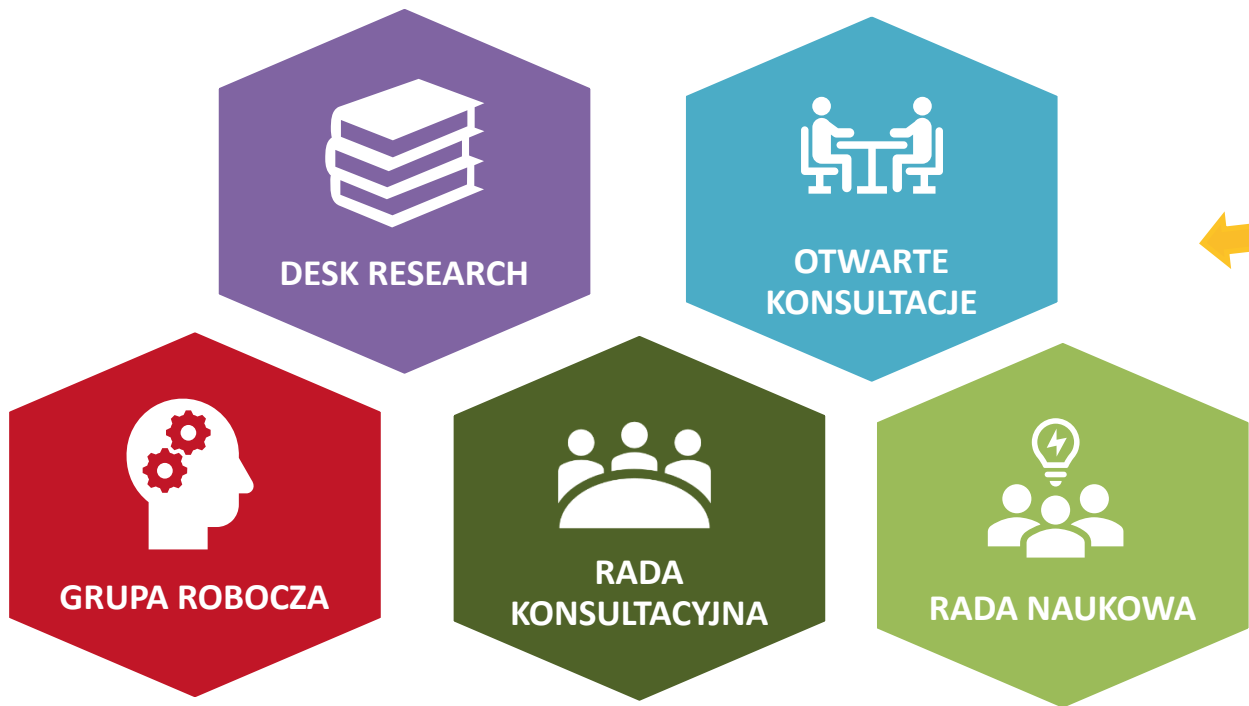 DESK RESEARCH
OTWARTE
KONSULTACJE
GRUPA ROBOCZA
RADA
KONSULTACYJNA
RADA NAUKOWA